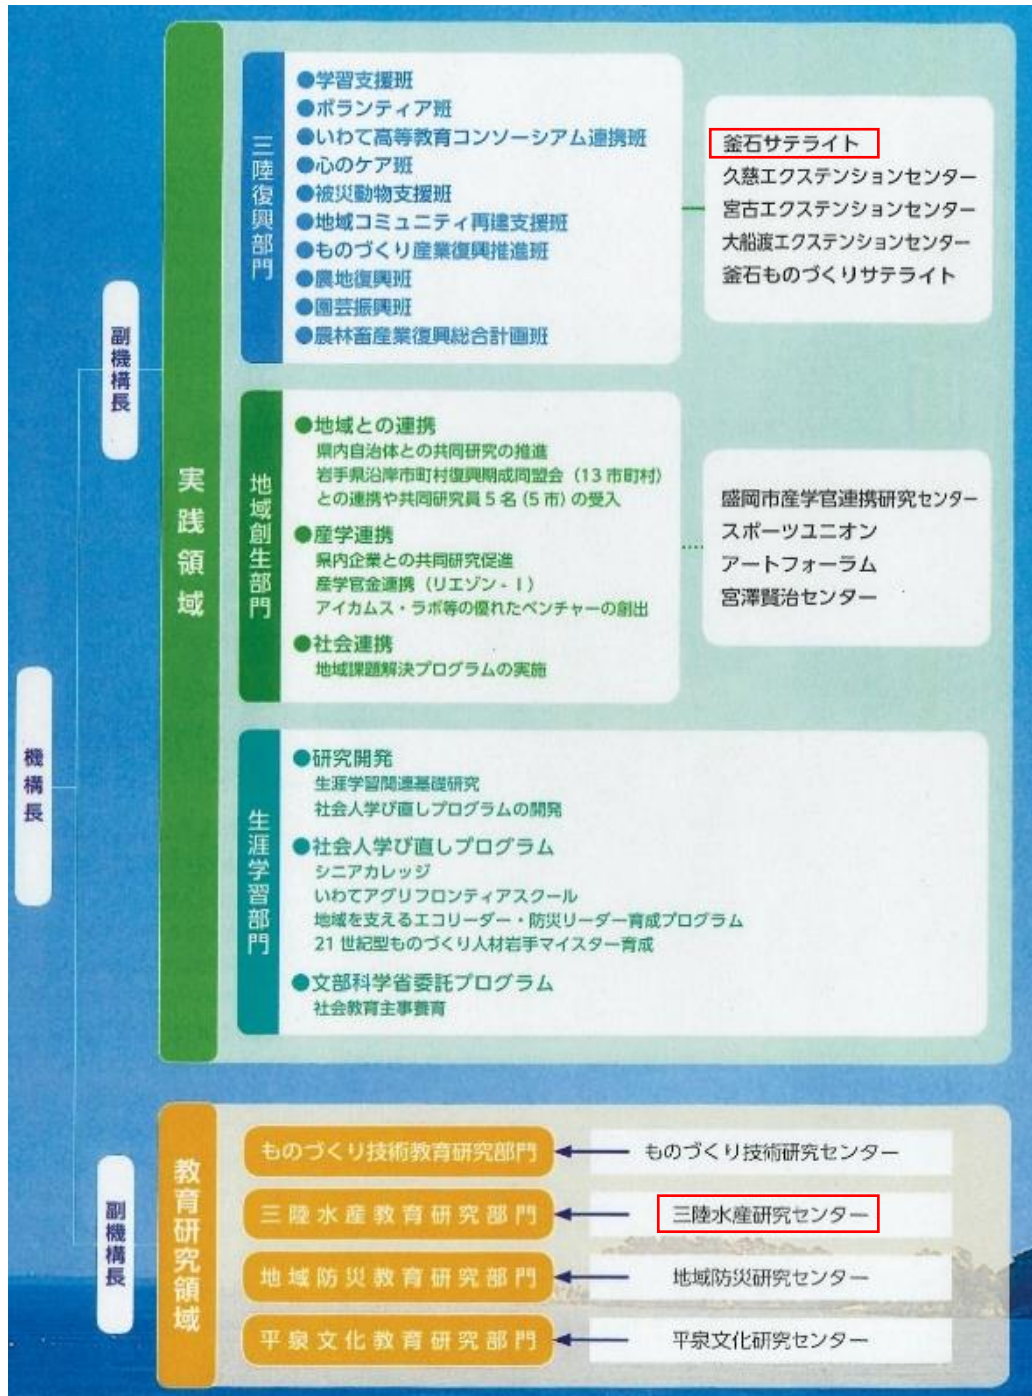 機構長
副機構長
実践領域
三陸復興部門
●学習支援班
●ボランティア班
●いわて高等教育コンソーシアム連携班
●心のケア班
●被災動物支援班
●地域コミュニティ再建支援班
●ものづくり産業復興推進班
●農地復興班
●園芸振興班
●農林畜産業復興総合計画班
釜石サテライト
久慈エクステンションセンター
宮古エクステンションセンター
大船渡エクステンションセンター
釜石ものづくりサテライト
地域創生部門
●地域との連携
県内自治体との共同研究の推進
岩手県沿岸市町村復興期成同盟会（13市町村）
との連携や共同研究員5名（5市）の受入
●産学連携
県内企業との共同研究促進
産学官金連携（リエゾン-I）
アイカムス・ラボ等の優れたベンチャーの創出
●社会連携
地域課題解決プログラムの実施
盛岡市産学官連携研究センター
スポーツユニオン
アートフォーラム
宮澤賢治センター
生涯学習部門
●研究開発
生涯学習関連基礎研究
社会人学び直しプログラムの開発
●社会人学び直しプログラム
シニアカレッジ
いわてアグリフロンティアスクール
地域を支えるエコリーダー・防災リーダー育成プログラム
21世紀型ものづくり人材岩手マイスター育成
●文部科学省委託プログラム
社会教育主事養育
副機構長
教育研究領域
ものづくり技術教育研究部門
ものづくり技術研究センター
三陸水産教育研究部門
三陸水産研究センター
地域防災教育研究部門
地域防災研究センター
平泉文化教育研究部門
平泉文化研究センター